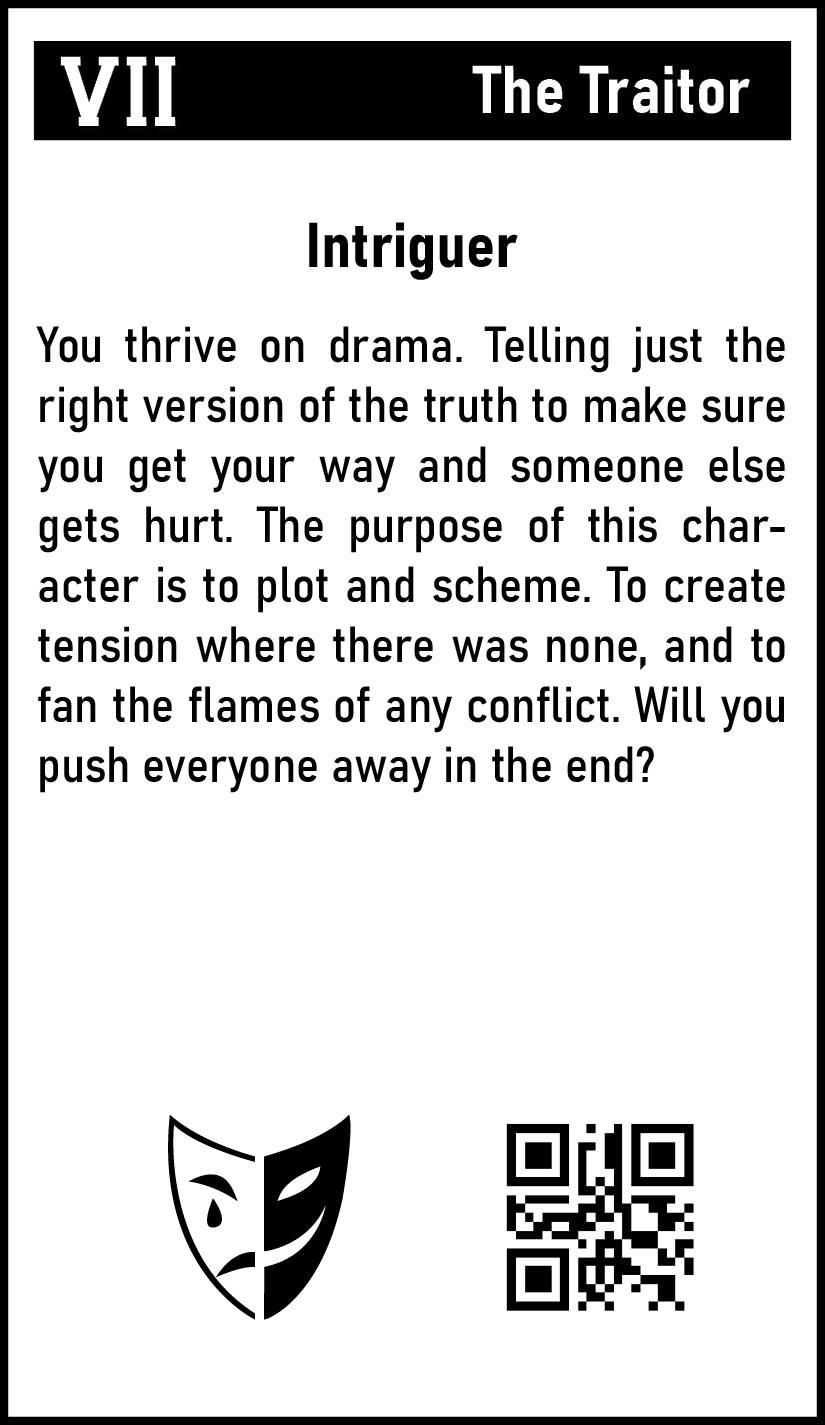 VII The Traitor
Intriguer
You thrive on drama. Telling just the
right version of the truth to make sure
you get your way and someone else
gets hurt. The purpose of this char-
acter is to plot and scheme. To create
tension where there was none, and to
fan the flames of any conflict. Will you
push everyone away in the end?